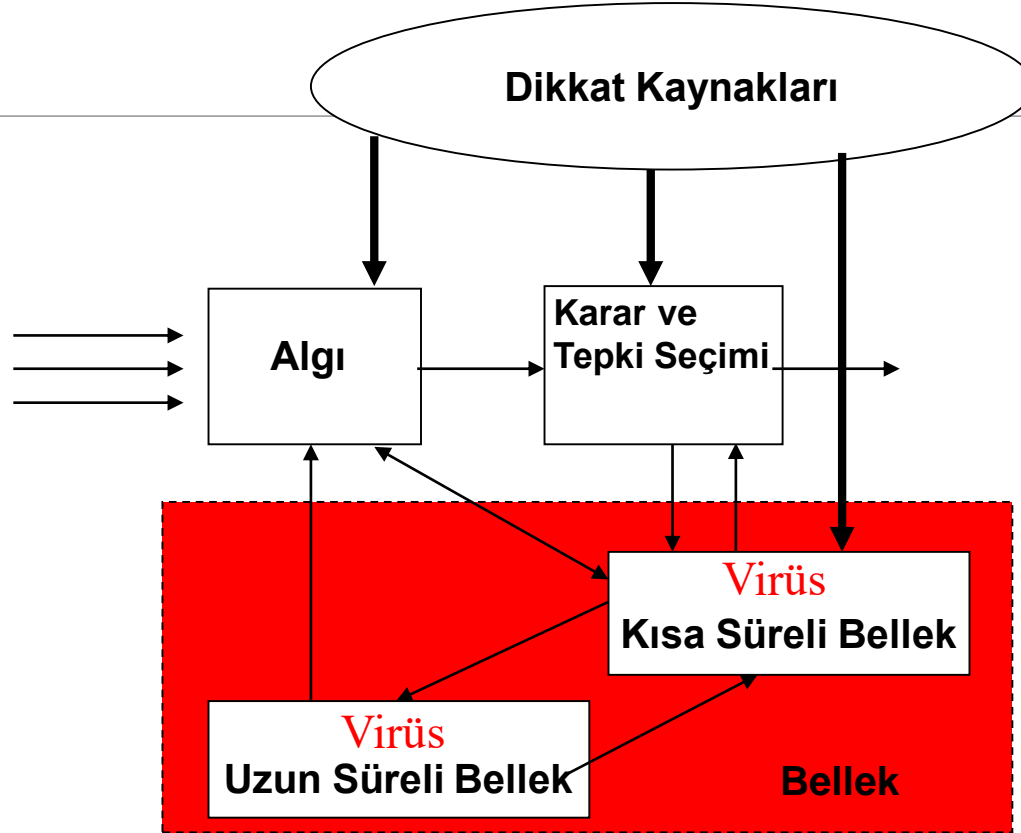 Dikkat Kaynakları
Algı
Karar ve
Tepki Seçimi
Virüs
Kısa Süreli Bellek
Virüs
Uzun Süreli Bellek
Bellek